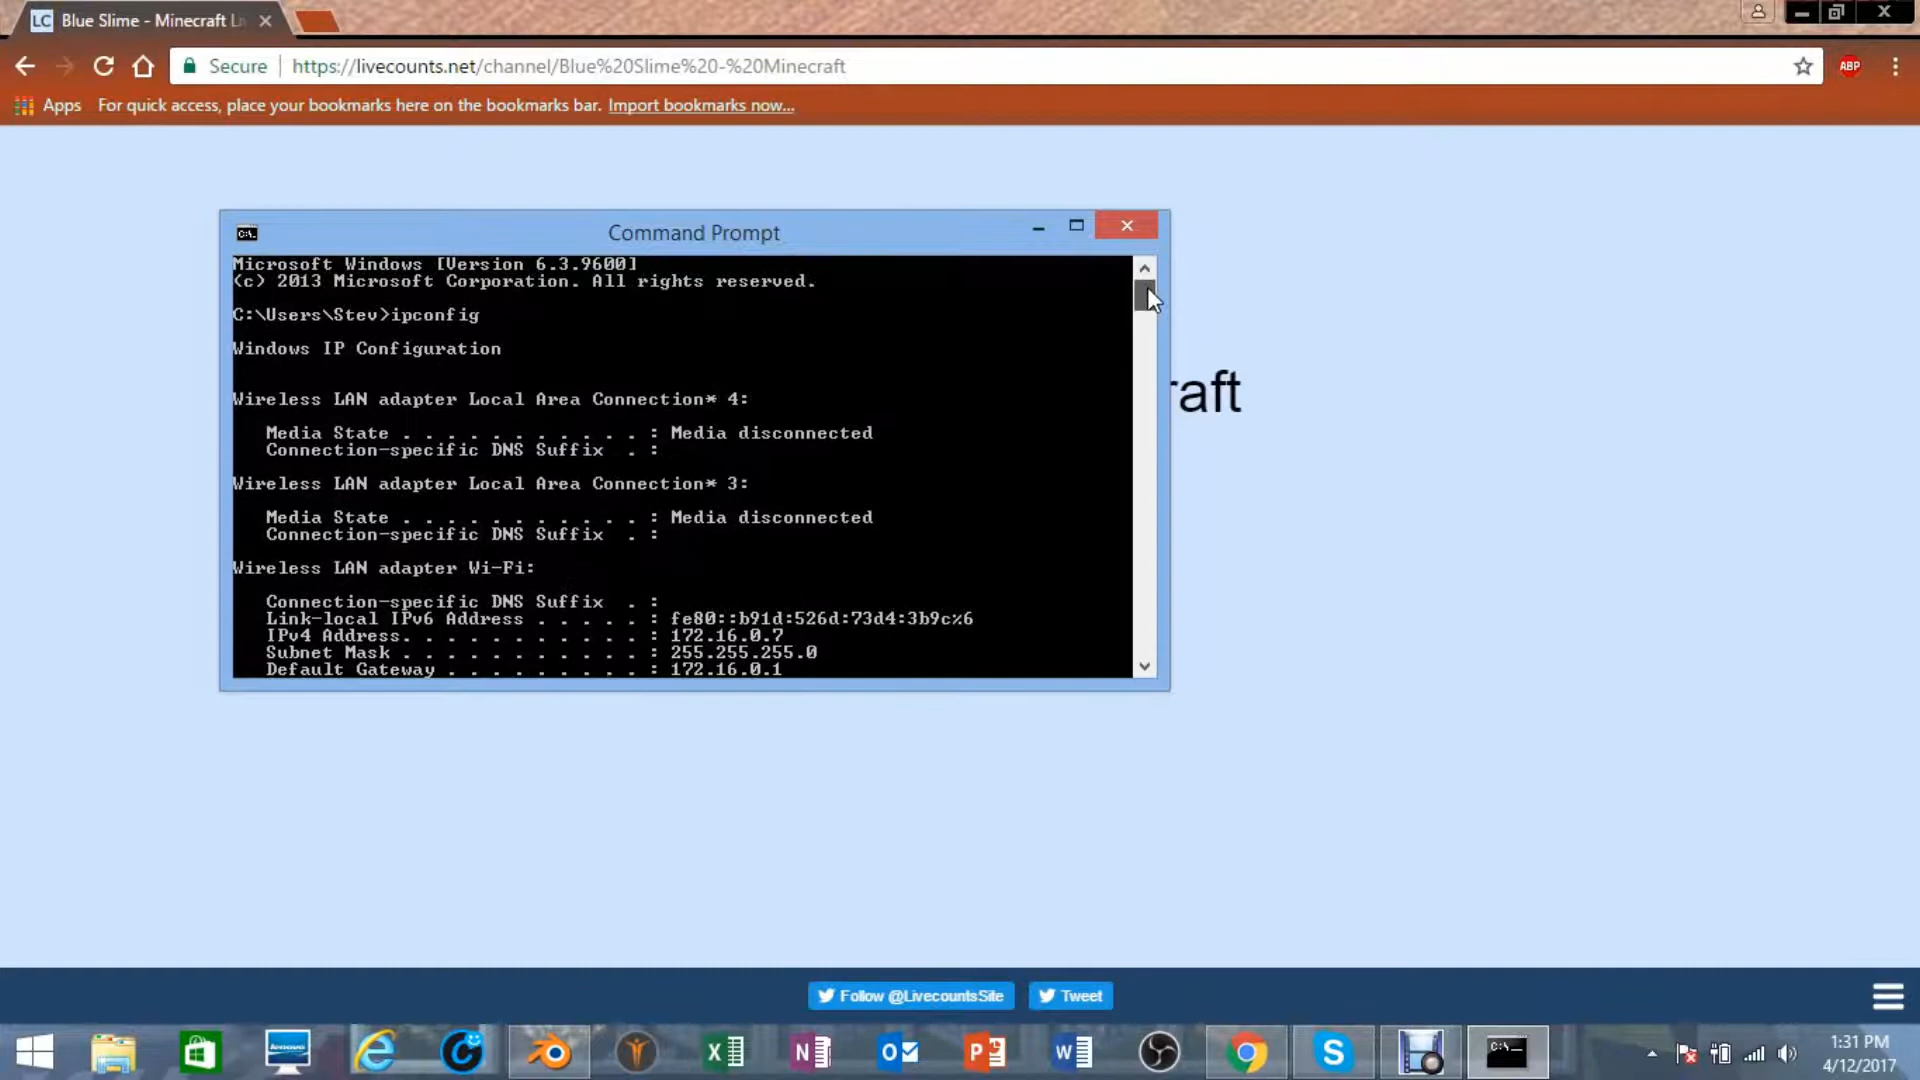 LC Blue Slime - Minecraft L
Secure https://livecounts.net/channel/Blue%20Slime%20-%20Minecraft
ABP
Apps For quick access, place your bookmarks here on the bookmarks bar. Import bookmarks now...
Command Prompt
Microsoft Windows [Version 6.3.9600]
(c) 2013 Microsoft Corporation. All rights reserved.
C:\Users\Stev>ipconfig
Windows IP Configuration
Wireless LAN adapter Local Area Connection* 4:
Media State . . . . . . . . . . . : Media disconnected
Connection-specific DNS Suffix . :
Wireless LAN adapter Local Area Connection* 3:
Media State . . . . . . . . . . . : Media disconnected
Connection-specific DNS Suffix . :
Wireless LAN adapter Wi-Fi:
Connection-specific DNS Suffix . :
Link-local IPv6 Address . . . . . : fe80::b91d:526d:73d4:3b9c%6
IPv4 Address. . . . . . . . . . . : 172.16.0.7
Subnet Mask . . . . . . . . . . . : 255.255.255.0
Default Gateway . . . . . . . . . : 172.16.0.1
raft
Follow @LivecountsSite Tweet
1:31 PM
4/12/2017